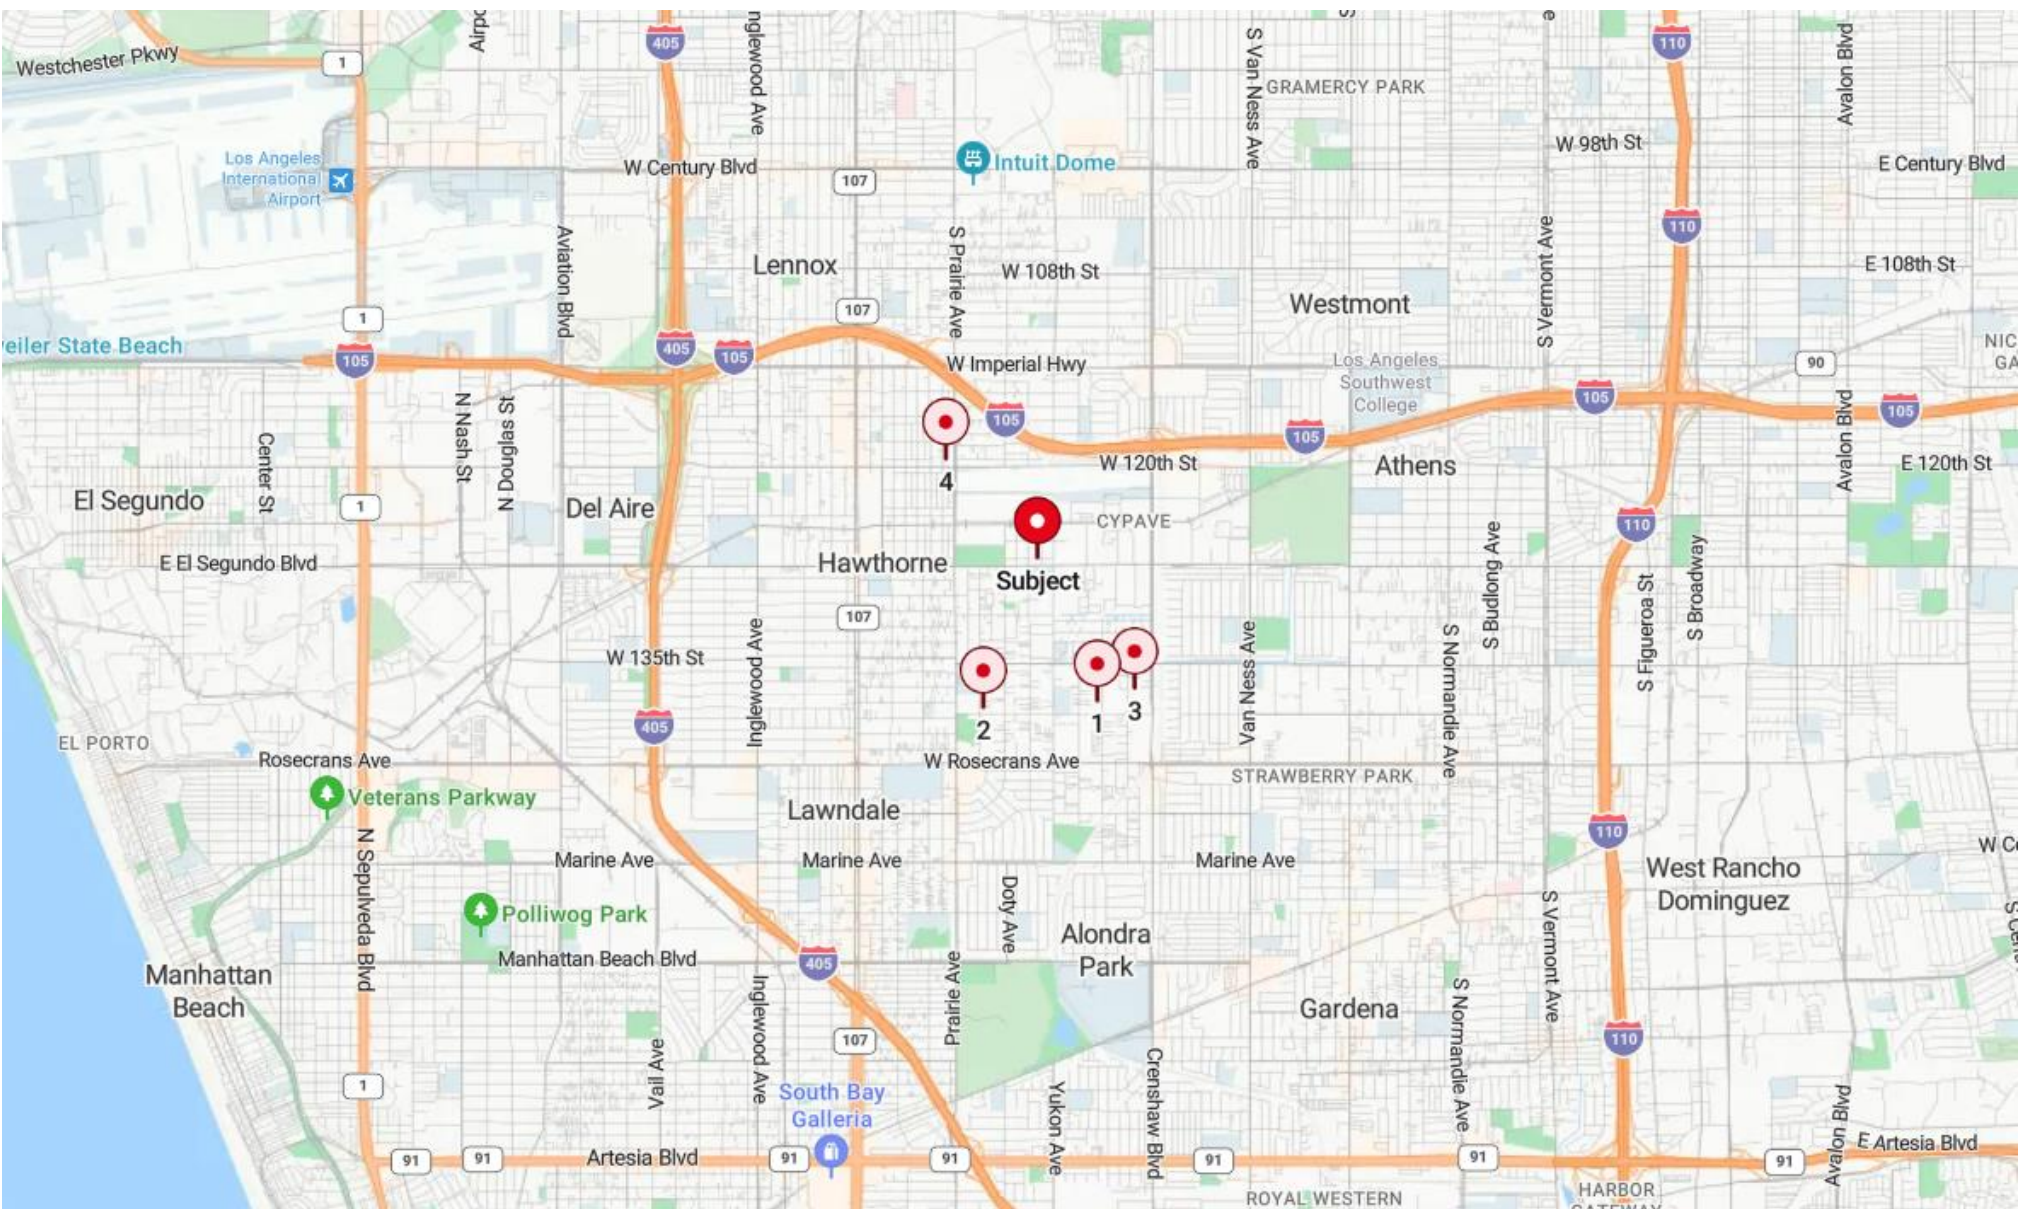 Westchester Pkwy
1
405
Inglewood Ave
S Van Ness Ave
GRAMERCY PARK
110
Avalon Blvd
Los Angeles
International
Airport
W Century Blvd
107
Intuit Dome
W 98th St
E Century Blvd
110
Aviation Blvd
Lennox
S Prairie Ave
W 108th St
S Vermont Ave
E 108th St
1
107
Westmont
eiler State Beach
105
405
105
W Imperial Hwy
Los Angeles
Southwest
College
90
NIC
GA
N Nash St
N Douglas St
Center St
4
105
105
105
105
Avalon Blvd
El Segundo
1
Del Aire
W 120th St
Athens
E 120th St
CYPAVE
110
E El Segundo Blvd
Hawthorne
Subject
S Budlong Ave
S Broadway
S Figueroa St
107
W 135th St
Inglewood Ave
Van Ness Ave
S Normandie Ave
405
2
1
3
EL PORTO
Rosecrans Ave
W Rosecrans Ave
STRAWBERRY PARK
Veterans Parkway
Lawndale
110
N Sepulveda Blvd
Marine Ave
Marine Ave
Marine Ave
West Rancho
Dominguez
Polliwog Park
Doty Ave
Alondra
Park
S Vermont Ave
Manhattan Beach Blvd
405
Manhattan
Beach
Inglewood Ave
Prairie Ave
Gardena
S Normandie Ave
107
110
Vail Ave
1
South Bay
Galleria
Yukon Ave
Crenshaw Blvd
Avalon Blvd
91
91
Artesia Blvd
91
91
91
91
91
E Artesia Blvd
ROYAL WESTERN
HARBOR
GATEWAY